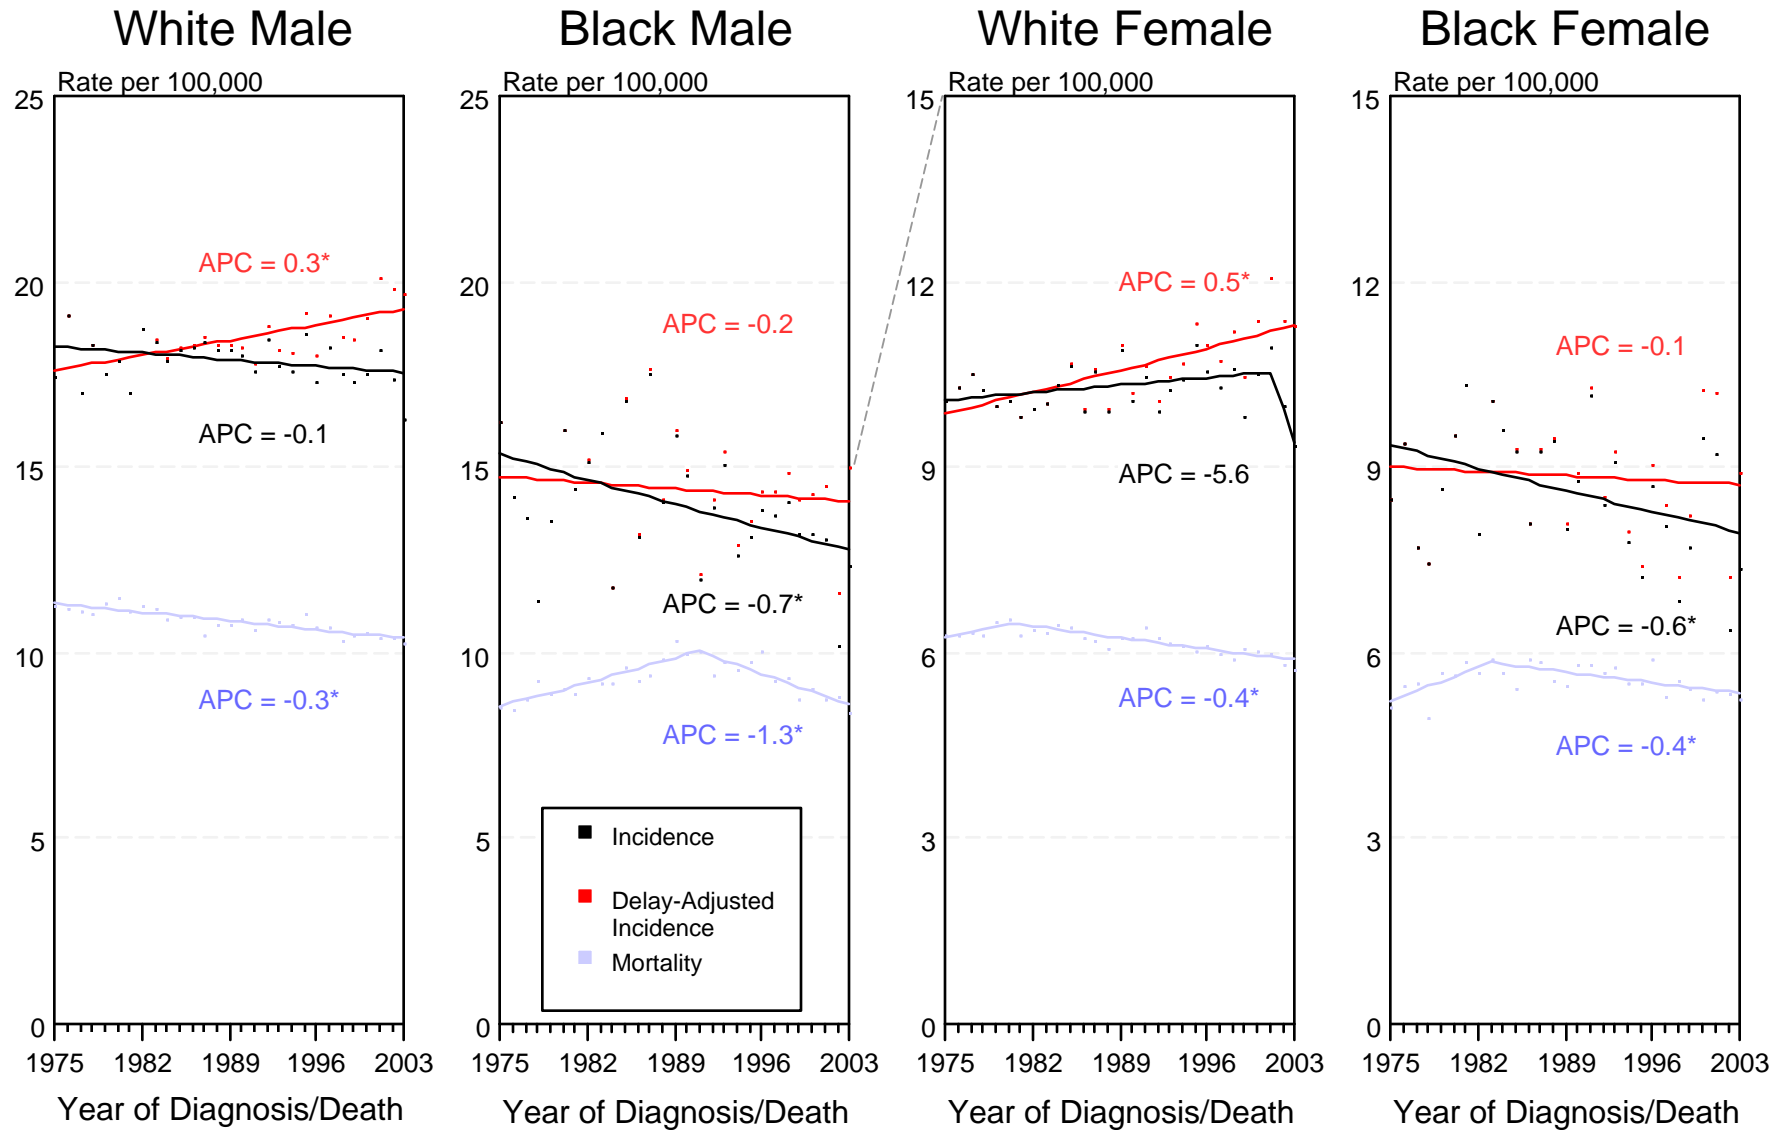 White Male
Black Male
White Female
Black Female
Rate per 100,000
Rate per 100,000
Rate per 100,000
Rate per 100,000
25
20
15
10
5
0
APC = 0.3*
APC = -0.1
APC = -0.3*
1975 1982 1989 1996 2003
Year of Diagnosis/Death
25
20
15
10
5
0
APC = -0.2
APC = -0.7*
APC = -1.3*
Incidence
Delay-Adjusted
Incidence
Mortality
1975 1982 1989 1996 2003
Year of Diagnosis/Death
15
12
9
6
3
0
APC = 0.5*
APC = -5.6
APC = -0.4*
1975 1982 1989 1996 2003
Year of Diagnosis/Death
15
12
9
6
3
0
APC = -0.1
APC = -0.6*
APC = -0.4*
1975 1982 1989 1996 2003
Year of Diagnosis/Death